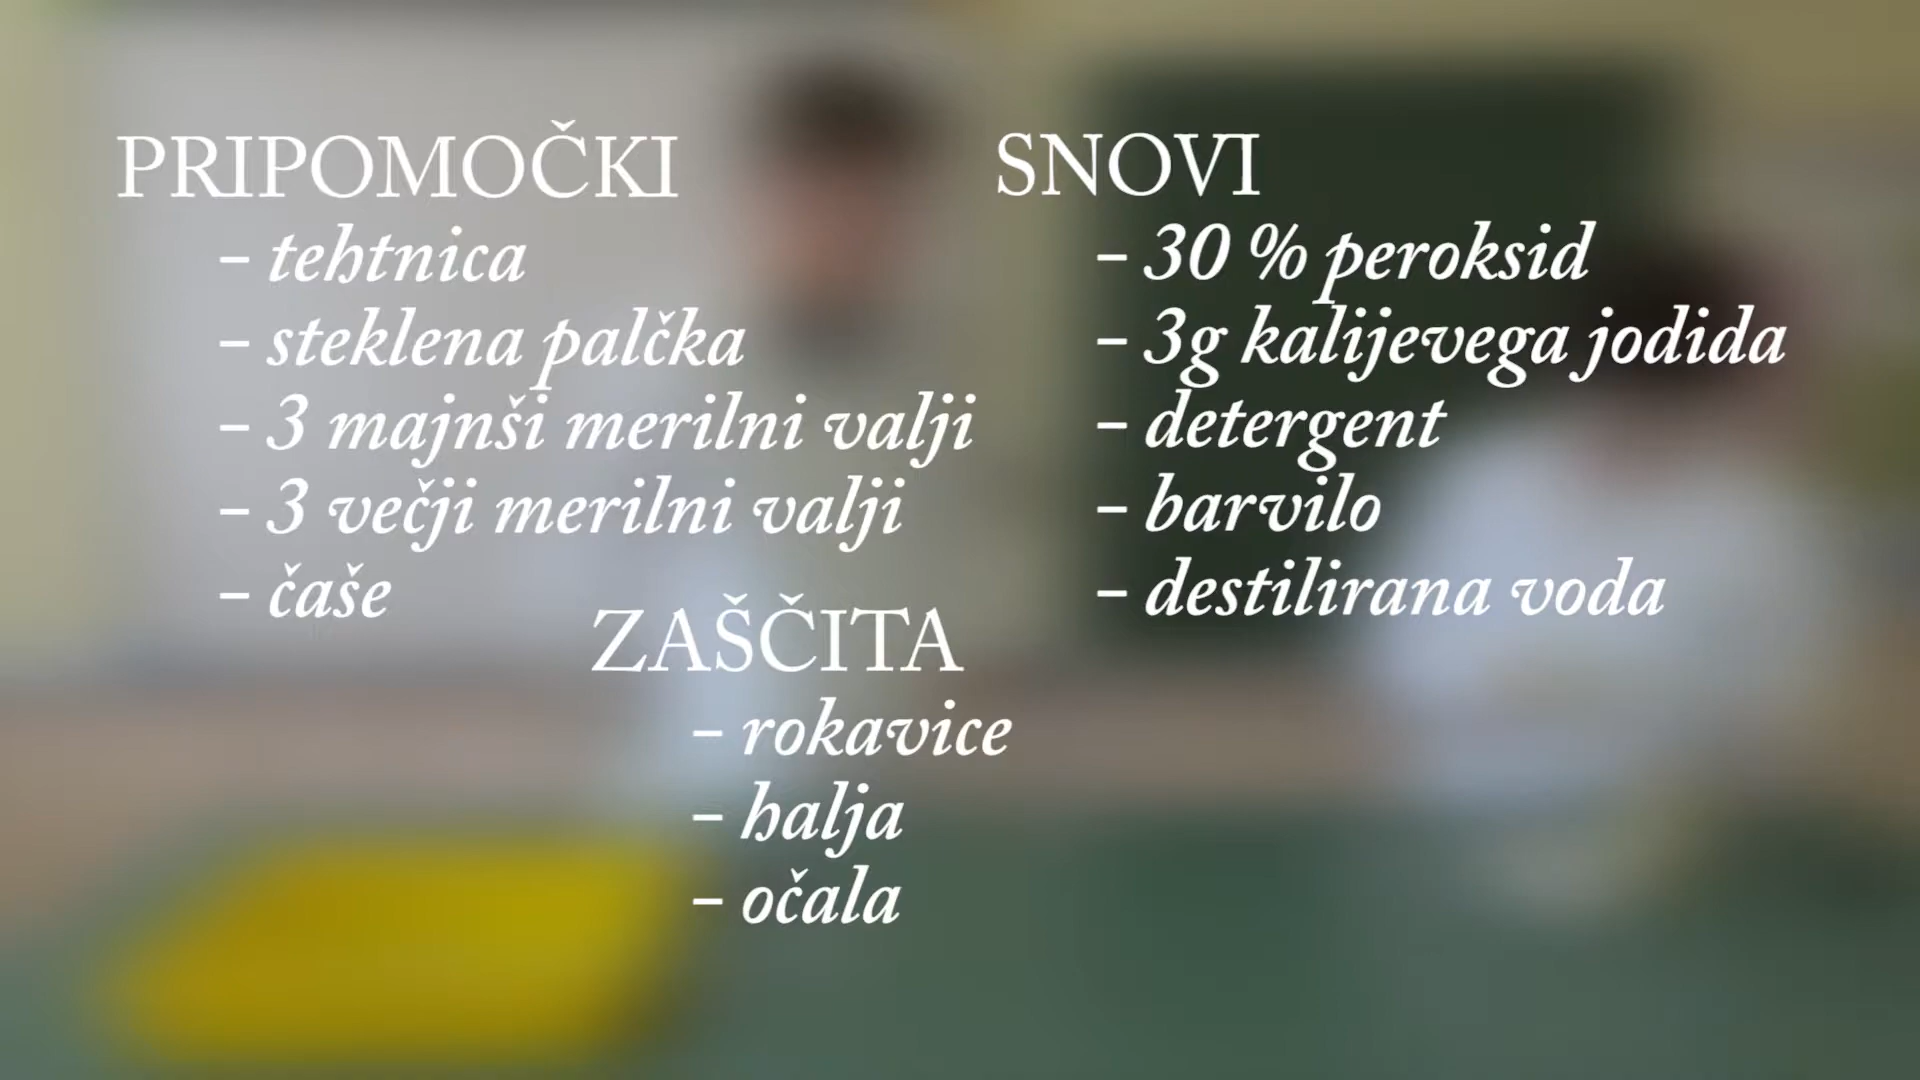 PRIPOMOČKI
– tehtnica
– steklena palčka
– 3 majnši merilni valji
– 3 večji merilni valji
– čaše
SNOVI
– 30 % peroksid
– 3g kalijevega jodida
– detergent
– barvilo
– destilirana voda
ZAŠČITA
– rokavice
– halja
– očala